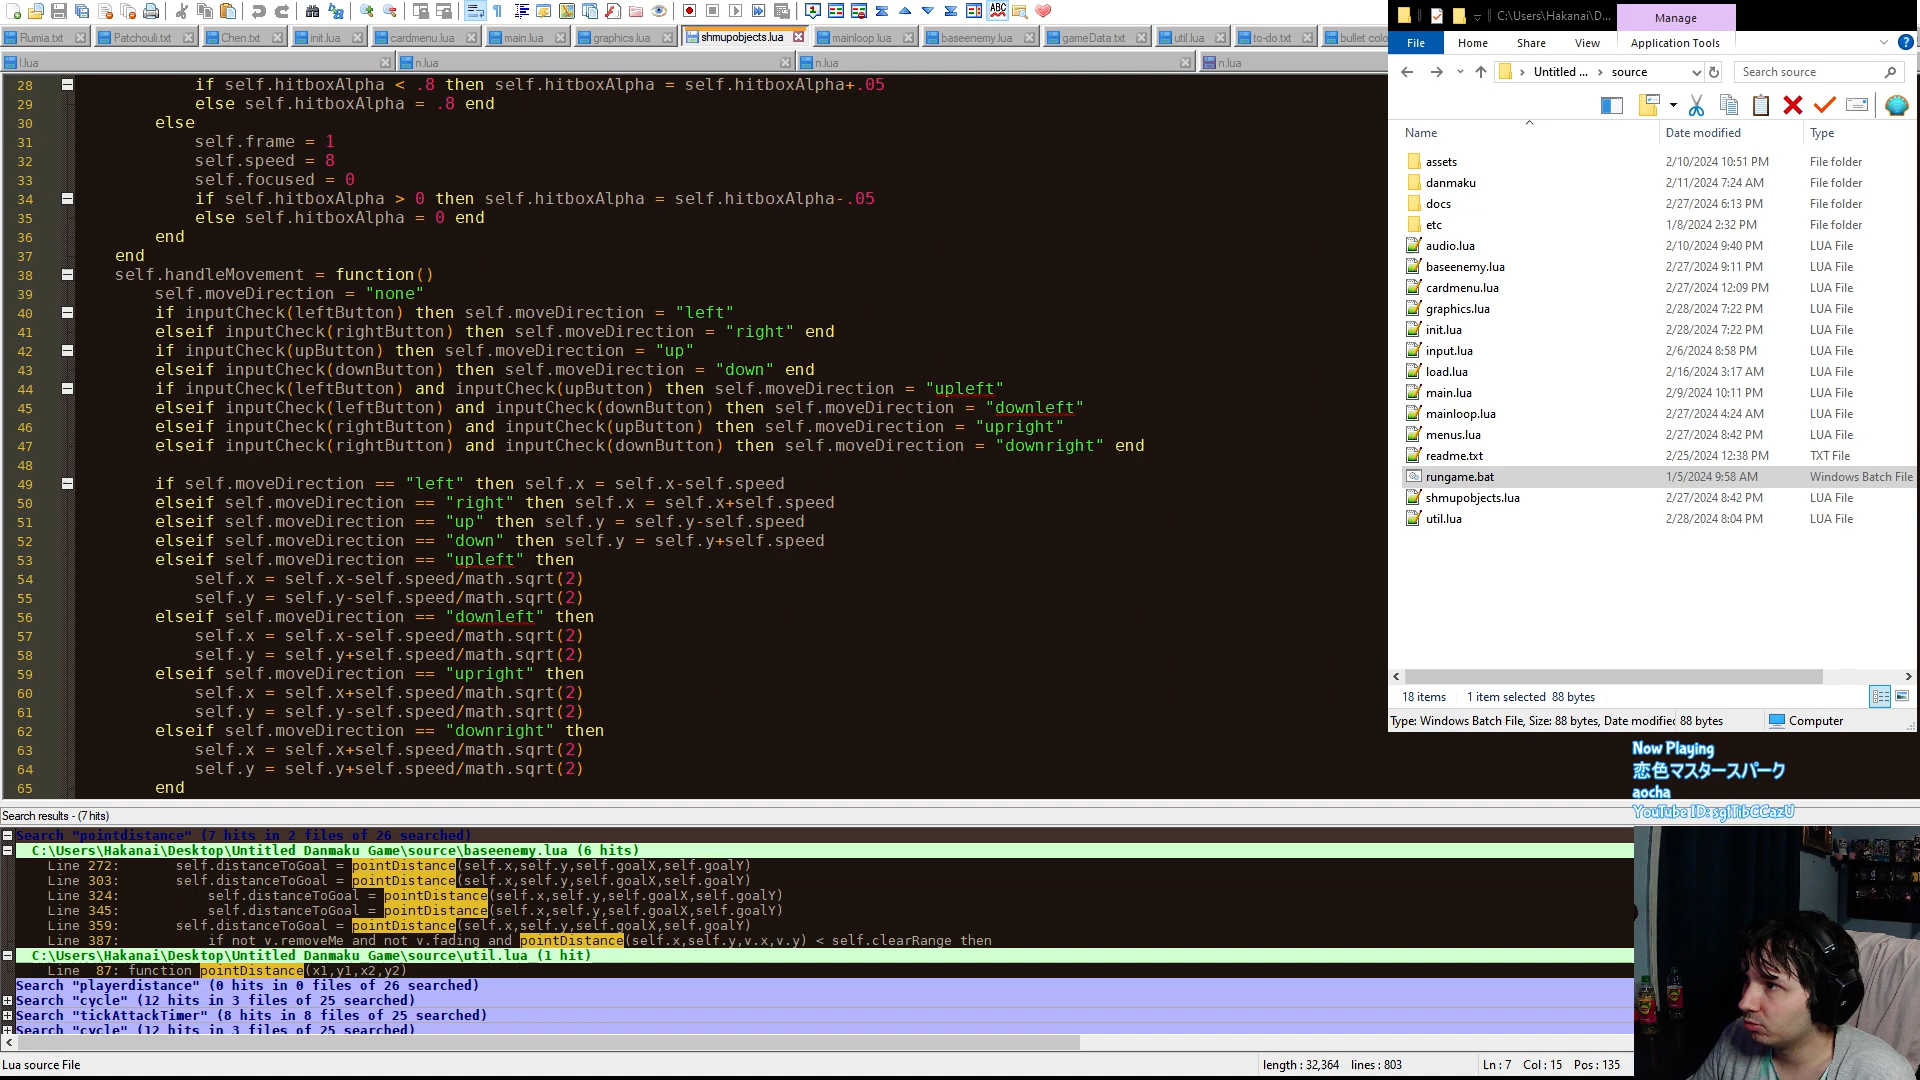 Rumia.txt
Patchouli.txt
Chen.txt
init.lua
cardmenu.lua
main.lua
graphics.lua
shmupobjects.lua
mainloop.lua
baseenemy.lua
gameData.txt
util.lua
to-do.txt
bullet colo
l.lua
n.lua
n.lua
n.lua
28 if self.hitboxAlpha < .8 then self.hitboxAlpha = self.hitboxAlpha+.05
29 else self.hitboxAlpha = .8 end
30 else
31 self.frame = 1
32 self.speed = 8
33 self.focused = 0
34 if self.hitboxAlpha > 0 then self.hitboxAlpha = self.hitboxAlpha-.05
35 else self.hitboxAlpha = 0 end
36 end
37 end
38 self.handleMovement = function()
39 self.moveDirection = "none"
40 if inputCheck(leftButton) then self.moveDirection = "left"
41 elseif inputCheck(rightButton) then self.moveDirection = "right" end
42 if inputCheck(upButton) then self.moveDirection = "up"
43 elseif inputCheck(downButton) then self.moveDirection = "down" end
44 if inputCheck(leftButton) and inputCheck(upButton) then self.moveDirection = "upleft"
45 elseif inputCheck(leftButton) and inputCheck(downButton) then self.moveDirection = "downleft"
46 elseif inputCheck(rightButton) and inputCheck(upButton) then self.moveDirection = "upright"
47 elseif inputCheck(rightButton) and inputCheck(downButton) then self.moveDirection = "downright" end
48
49 if self.moveDirection == "left" then self.x = self.x-self.speed
50 elseif self.moveDirection == "right" then self.x = self.x+self.speed
51 elseif self.moveDirection == "up" then self.y = self.y-self.speed
52 elseif self.moveDirection == "down" then self.y = self.y+self.speed
53 elseif self.moveDirection == "upleft" then
54 self.x = self.x-self.speed/math.sqrt(2)
55 self.y = self.y-self.speed/math.sqrt(2)
56 elseif self.moveDirection == "downleft" then
57 self.x = self.x-self.speed/math.sqrt(2)
58 self.y = self.y+self.speed/math.sqrt(2)
59 elseif self.moveDirection == "upright" then
60 self.x = self.x+self.speed/math.sqrt(2)
61 self.y = self.y-self.speed/math.sqrt(2)
62 elseif self.moveDirection == "downright" then
63 self.x = self.x+self.speed/math.sqrt(2)
64 self.y = self.y+self.speed/math.sqrt(2)
65 end
Search results - (7 hits)
Search "pointdistance" (7 hits in 2 files of 26 searched)
C:\Users\Hakanai\Desktop\Untitled Danmaku Game\source\baseenemy.lua (6 hits)
Line 272: self.distanceToGoal = pointDistance(self.x,self.y,self.goalX,self.goalY)
Line 303: self.distanceToGoal = pointDistance(self.x,self.y,self.goalX,self.goalY)
Line 324: self.distanceToGoal = pointDistance(self.x,self.y,self.goalX,self.goalY)
Line 345: self.distanceToGoal = pointDistance(self.x,self.y,self.goalX,self.goalY)
Line 359: self.distanceToGoal = pointDistance(self.x,self.y,self.goalX,self.goalY)
Line 387: if not v.removeMe and not v.fading and pointDistance(self.x,self.y,v.x,v.y) < self.clearRange then
C:\Users\Hakanai\Desktop\Untitled Danmaku Game\source\util.lua (1 hit)
Line 87: function pointDistance(x1,y1,x2,y2)
Search "playerdistance" (0 hits in 0 files of 26 searched)
Search "cycle" (12 hits in 3 files of 25 searched)
Search "tickAttackTimer" (8 hits in 8 files of 25 searched)
Search "cycle" (12 hits in 3 files of 25 searched)
Lua source File
length : 32,364 lines : 803
Ln : 7 Col : 15 Pos : 135
C:\Users\Hakanai\D...
Manage
File
Home
Share
View
Application Tools
Untitled ... › source
Search source
Name Date modified Type
assets 2/10/2024 10:51 PM File folder
danmaku 2/11/2024 7:24 AM File folder
docs 2/27/2024 6:13 PM File folder
etc 1/8/2024 2:32 PM File folder
audio.lua 2/10/2024 9:40 PM LUA File
baseenemy.lua 2/27/2024 9:11 PM LUA File
cardmenu.lua 2/27/2024 12:09 PM LUA File
graphics.lua 2/28/2024 7:22 PM LUA File
init.lua 2/28/2024 7:22 PM LUA File
input.lua 2/6/2024 8:58 PM LUA File
load.lua 2/16/2024 3:17 AM LUA File
main.lua 2/9/2024 10:11 PM LUA File
mainloop.lua 2/27/2024 4:24 AM LUA File
menus.lua 2/27/2024 8:42 PM LUA File
readme.txt 2/25/2024 12:38 PM TXT File
rungame.bat 1/5/2024 9:58 AM Windows Batch File
shmupobjects.lua 2/27/2024 8:42 PM LUA File
util.lua 2/28/2024 8:04 PM LUA File
18 items 1 item selected 88 bytes
Type: Windows Batch File, Size: 88 bytes, Date modified 88 bytes Computer
Now Playing
恋色マスタースパーク
aocha